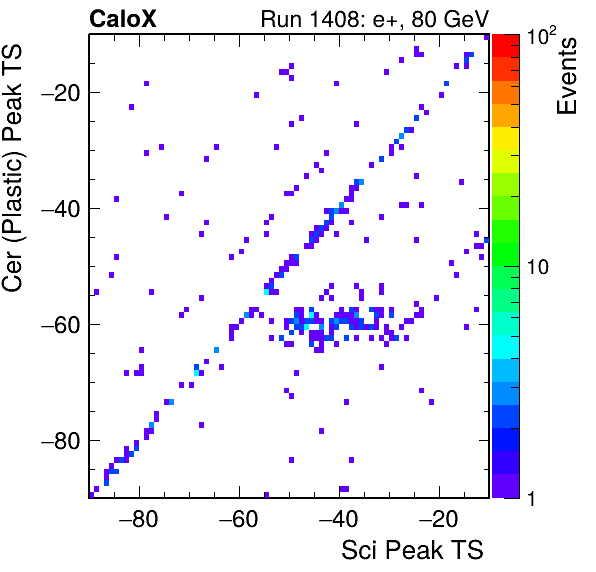 CaloX Run 1408: e+, 80 GeV
Cer (Plastic) Peak TS
−20
−40
−60
−80
−80 −60 −40 −20
Sci Peak TS
10²
10
1
Events